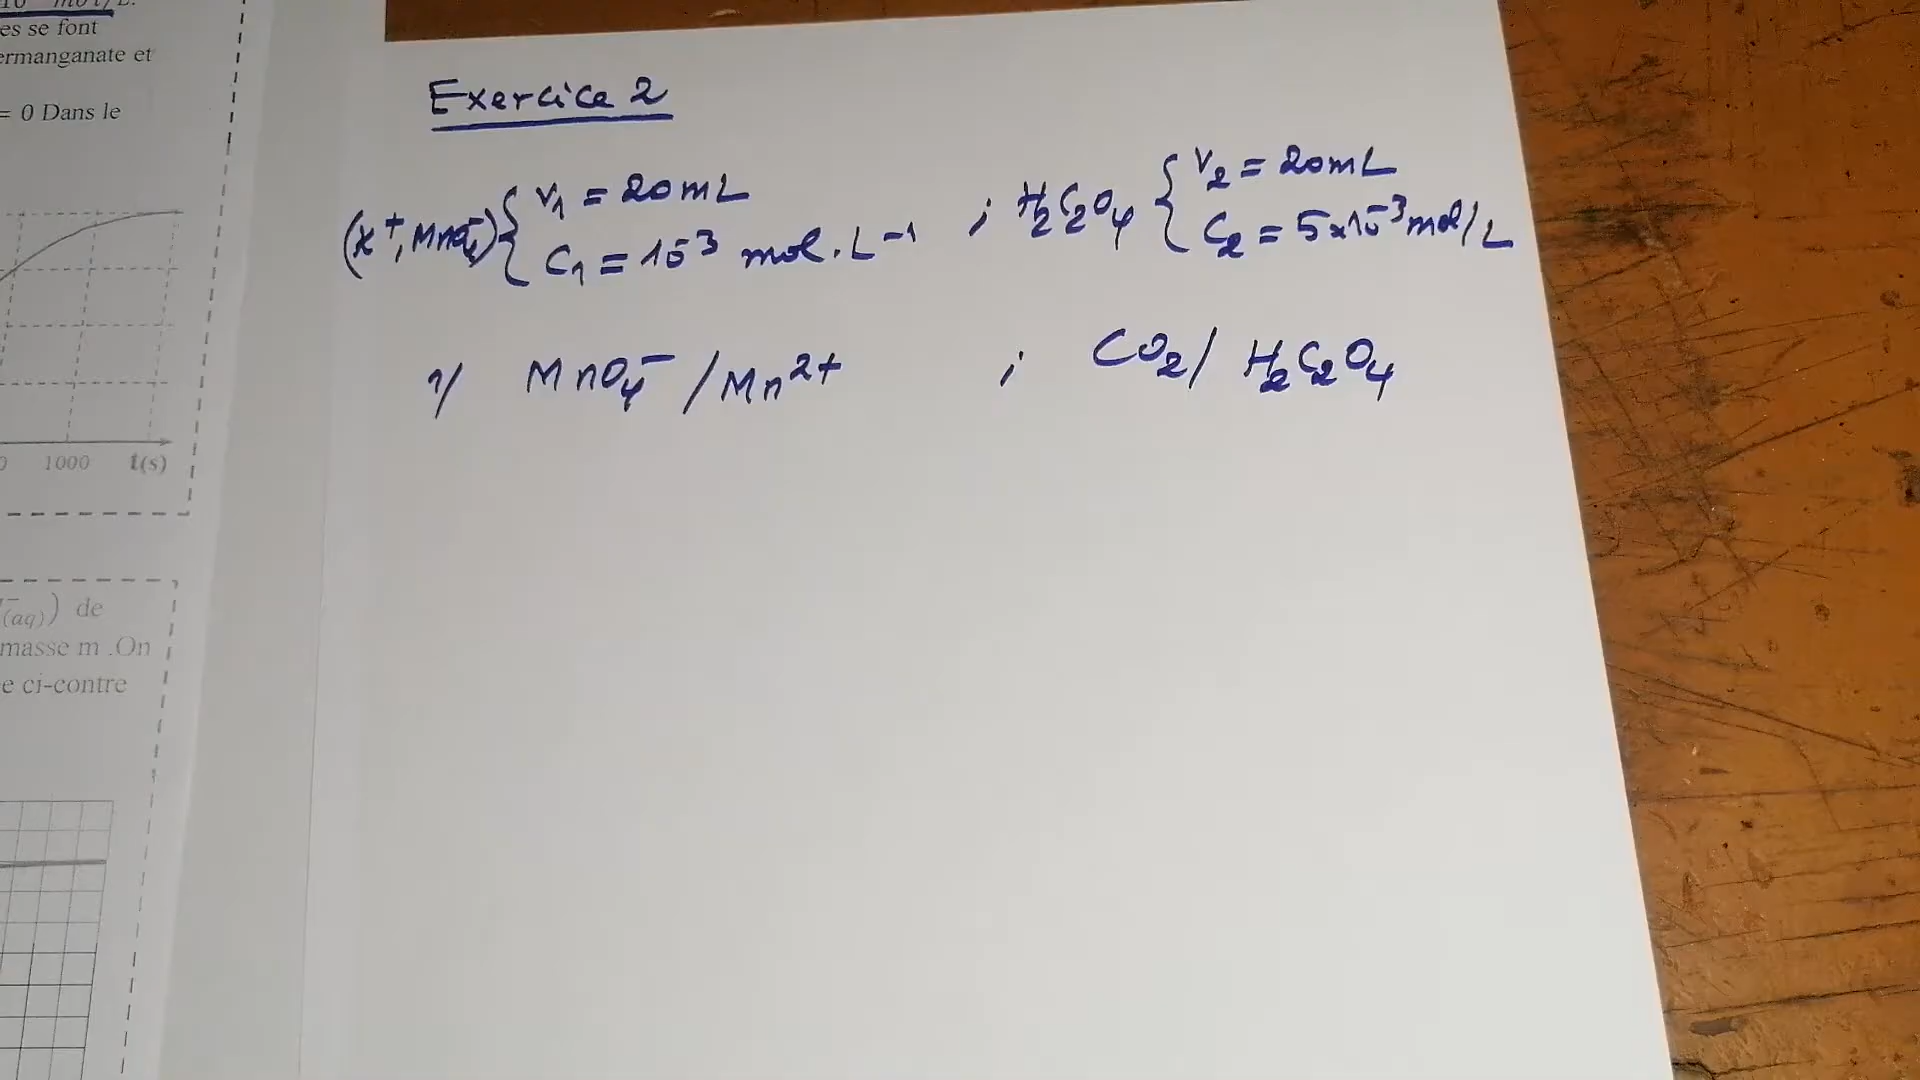 mol/L.
es se font
ermanganate et
= 0 Dans le
1000 t(s)
(aq)) de
masse m .On
e ci-contre
Exercice 2
(K⁺, MnO₄⁻) { V₁ = 20 mL ; H₂C₂O₄ { V₂ = 20 mL
C₁ = 10⁻³ mol.L⁻¹ C₂ = 5×10⁻³ mol/L
1/ MnO₄⁻ / Mn²⁺ ; CO₂ / H₂C₂O₄